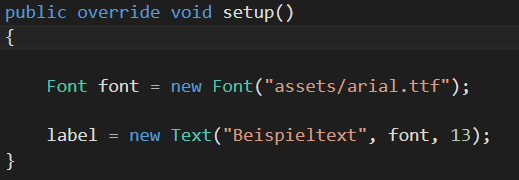 public override void setup()
{
Font font = new Font("assets/arial.ttf");
label = new Text("Beispieltext", font, 13);
}